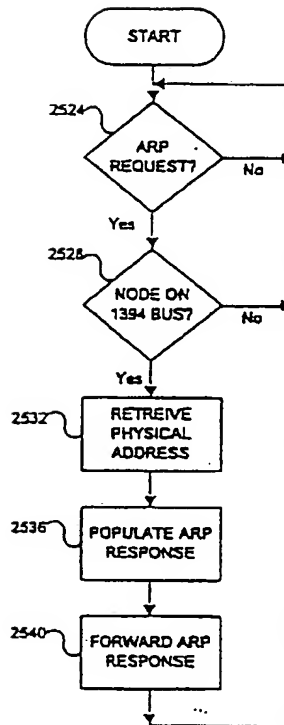 START
2524
ARP
REQUEST?
No
Yes
2528
NODE ON
1394 BUS?
No
Yes
2532
RETREIVE
PHYSICAL
ADDRESS
2536
POPULATE ARP
RESPONSE
2540
FORWARD ARP
RESPONSE
...